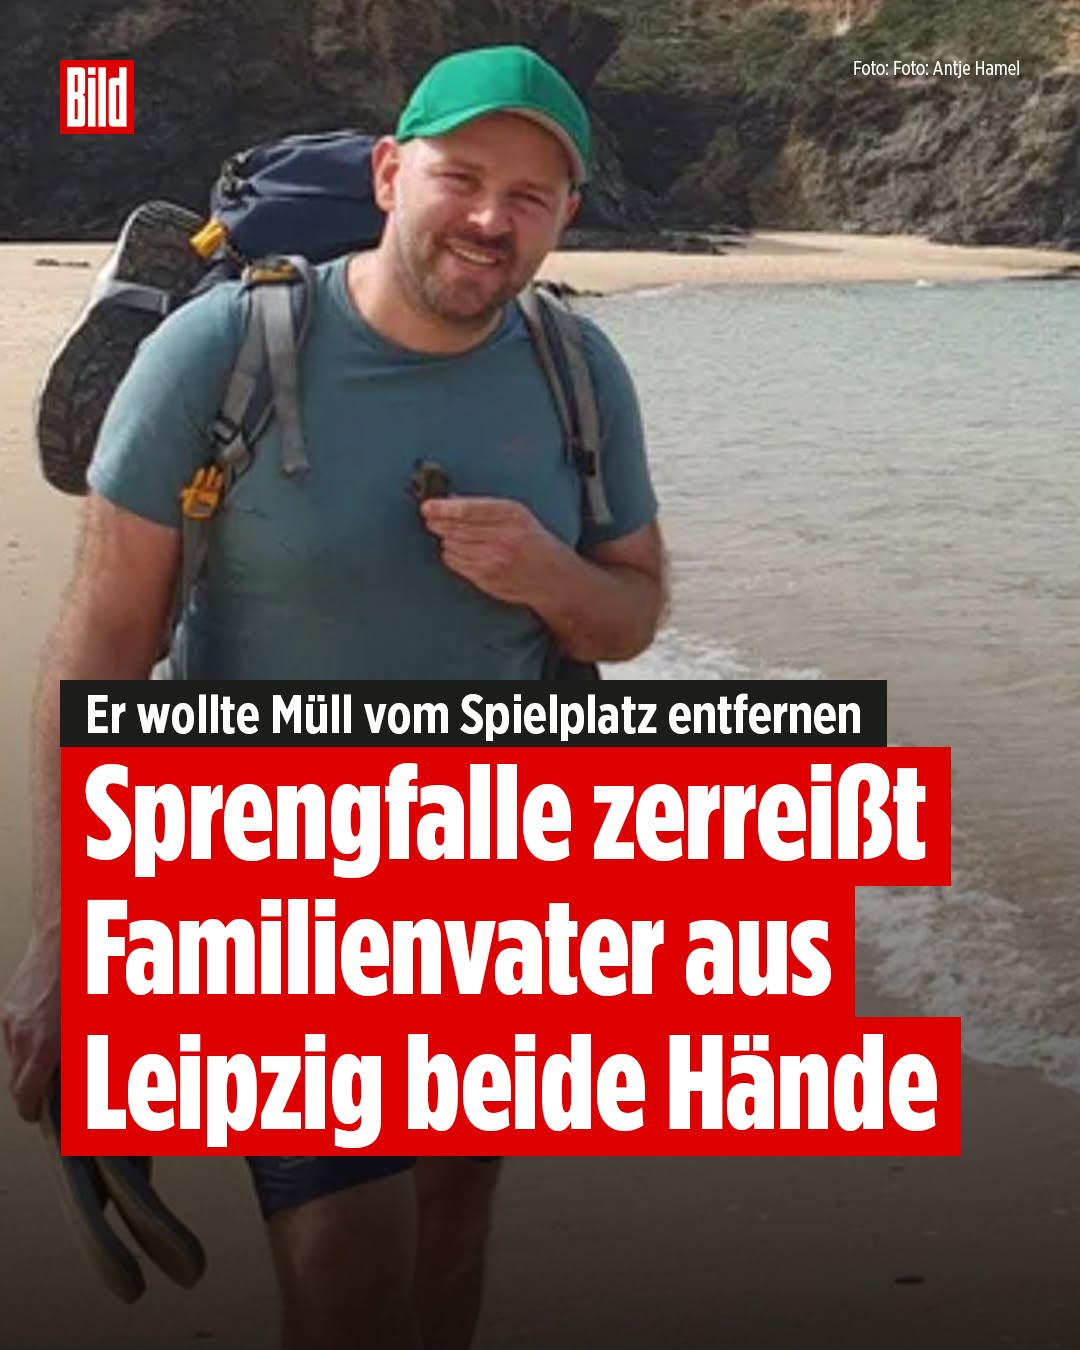 Bild
Foto: Foto: Antje Hamel
Er wollte Müll vom Spielplatz entfernen
Sprengfalle zerreißt
Familienvater aus
Leipzig beide Hände